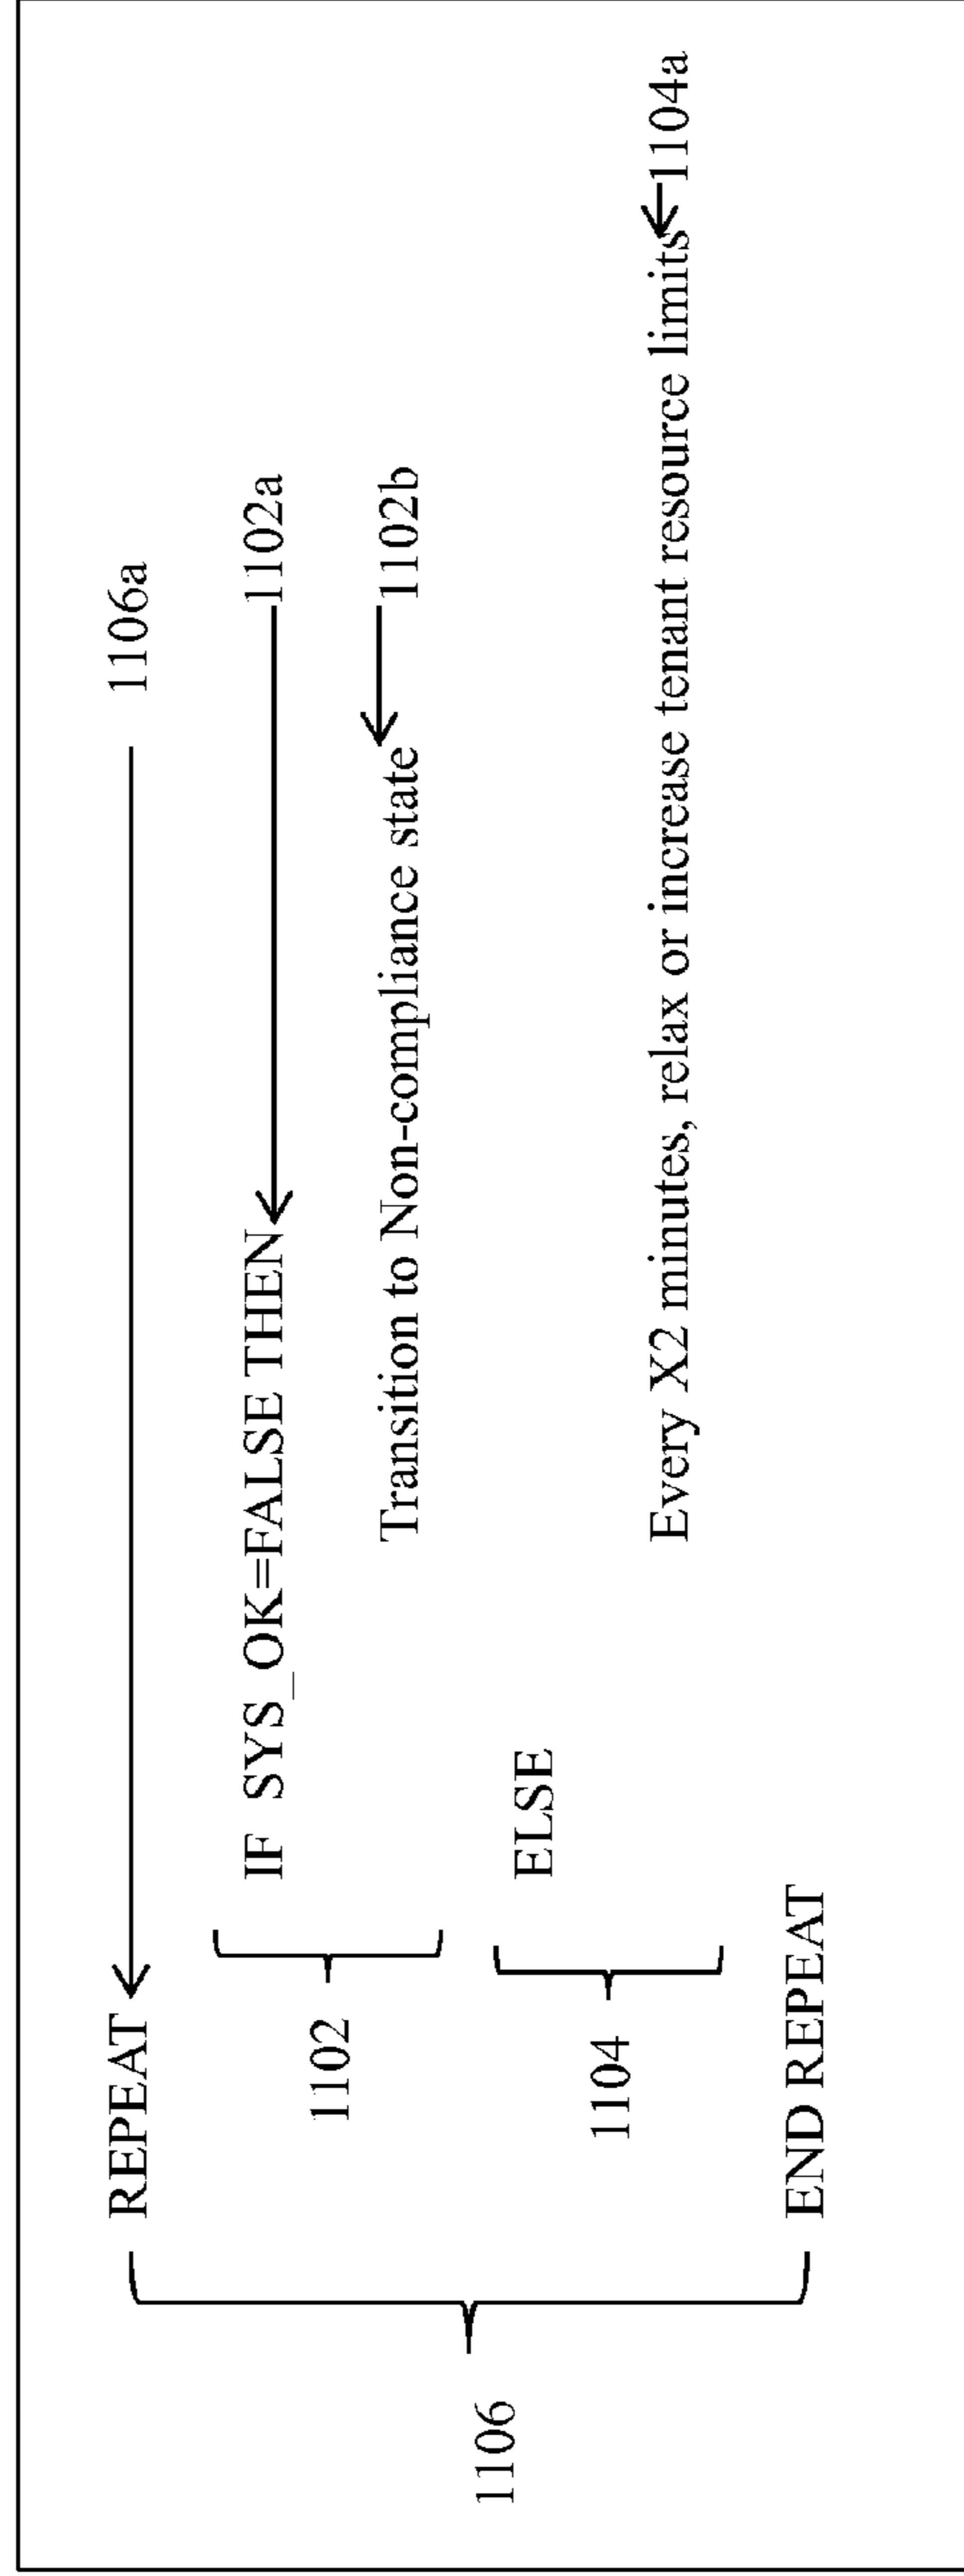 REPEAT 1106a
IF SYS_OK=FALSE THEN 1102a
1102
Transition to Non-compliance state 1102b
1106
ELSE
1104
Every X2 minutes, relax or increase tenant resource limits 1104a
END REPEAT